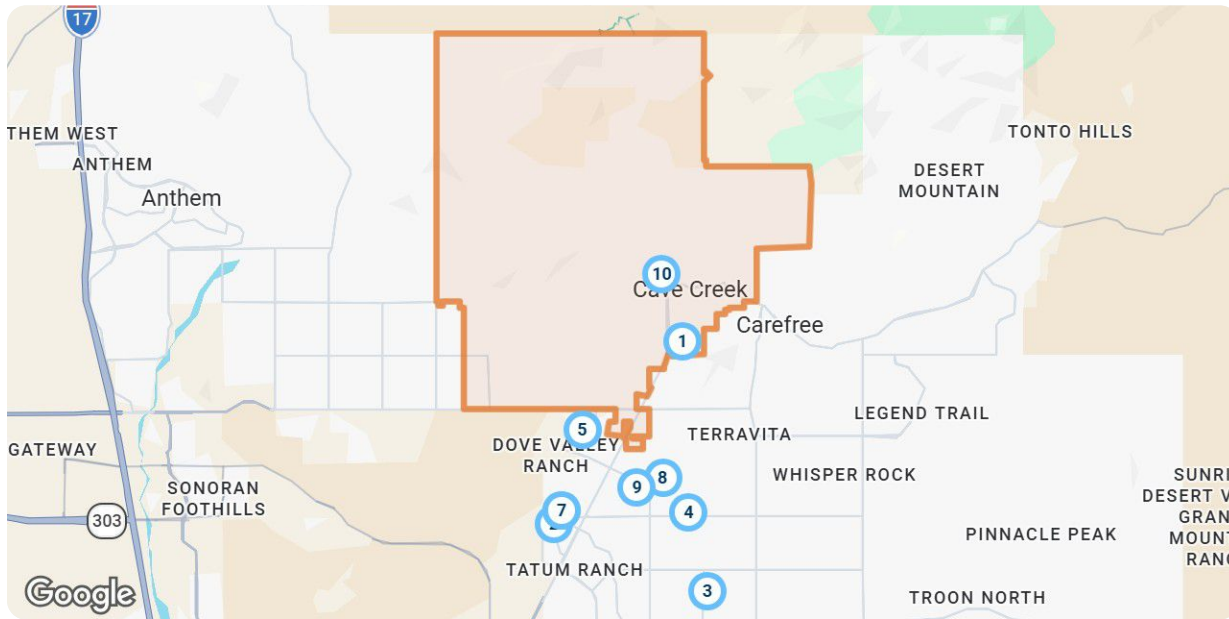 17
THEM WEST
ANTHEM
Anthem
TONTO HILLS
DESERT
MOUNTAIN
10
Cave Creek
1
Carefree
LEGEND TRAIL
5
DOVE VALLEY
RANCH
TERRAVITA
GATEWAY
SONORAN
FOOTHILLS
303
8
9
WHISPER ROCK
7
4
SUNRI
DESERT V
GRAN
MOUNT
RANC
PINNACLE PEAK
TATUM RANCH
3
TROON NORTH
Google